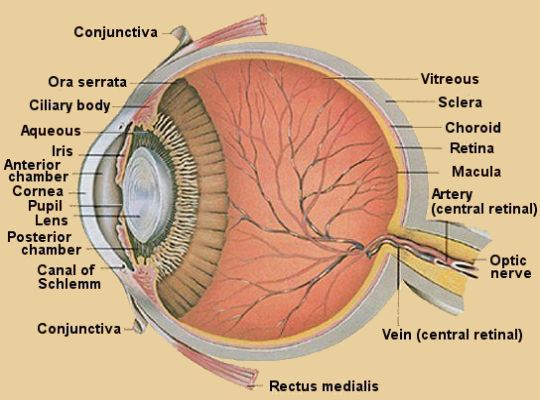 Conjunctiva
Ora serrata
Ciliary body
Aqueous
Iris
Anterior
chamber
Cornea
Pupil
Lens
Posterior
chamber
Canal of
Schlemm
Conjunctiva
Vitreous
Sclera
Choroid
Retina
Macula
Artery
(central retinal)
Optic
nerve
Vein (central retinal)
Rectus medialis